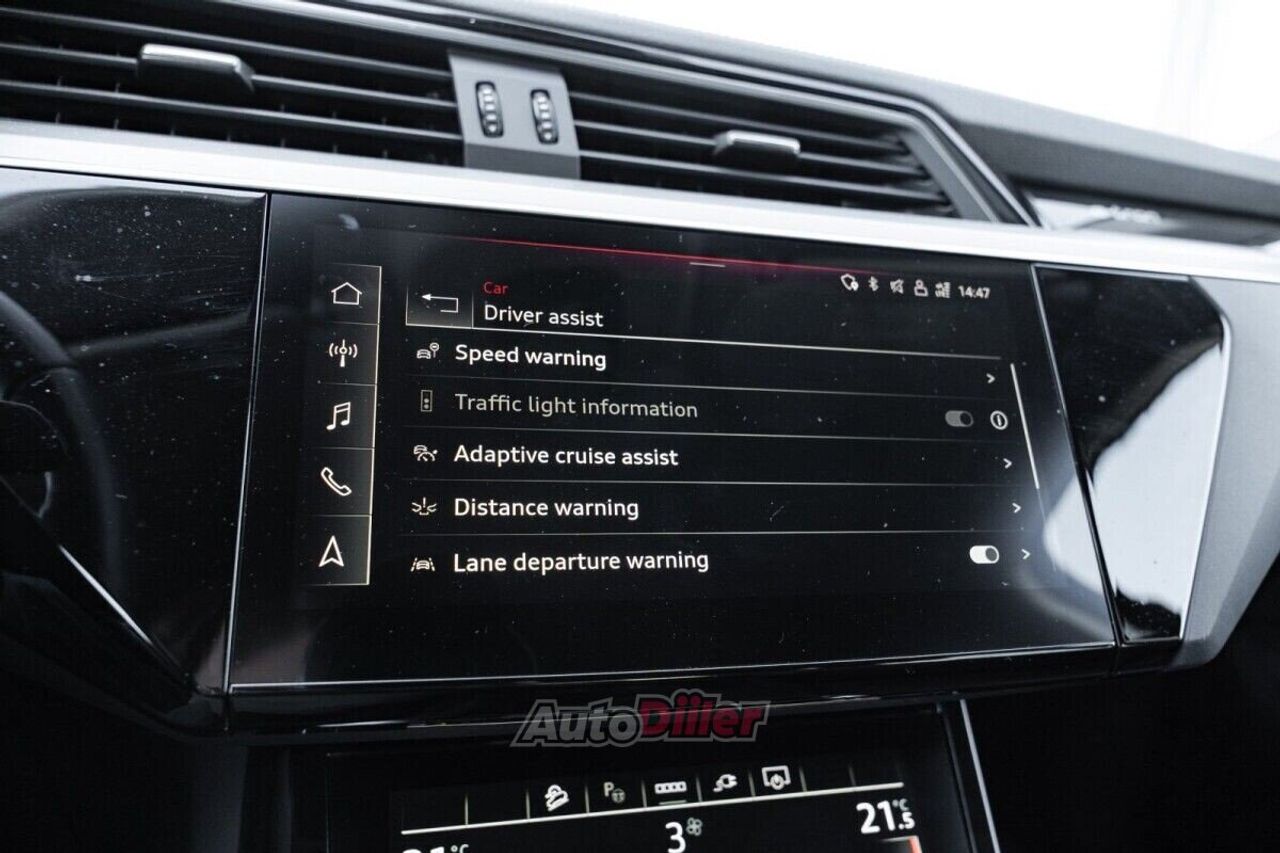 Car
14:47
Driver assist
Speed warning
Traffic light information
Adaptive cruise assist
Distance warning
Lane departure warning
AutoDiiler
P
3
21.5 °C
°C